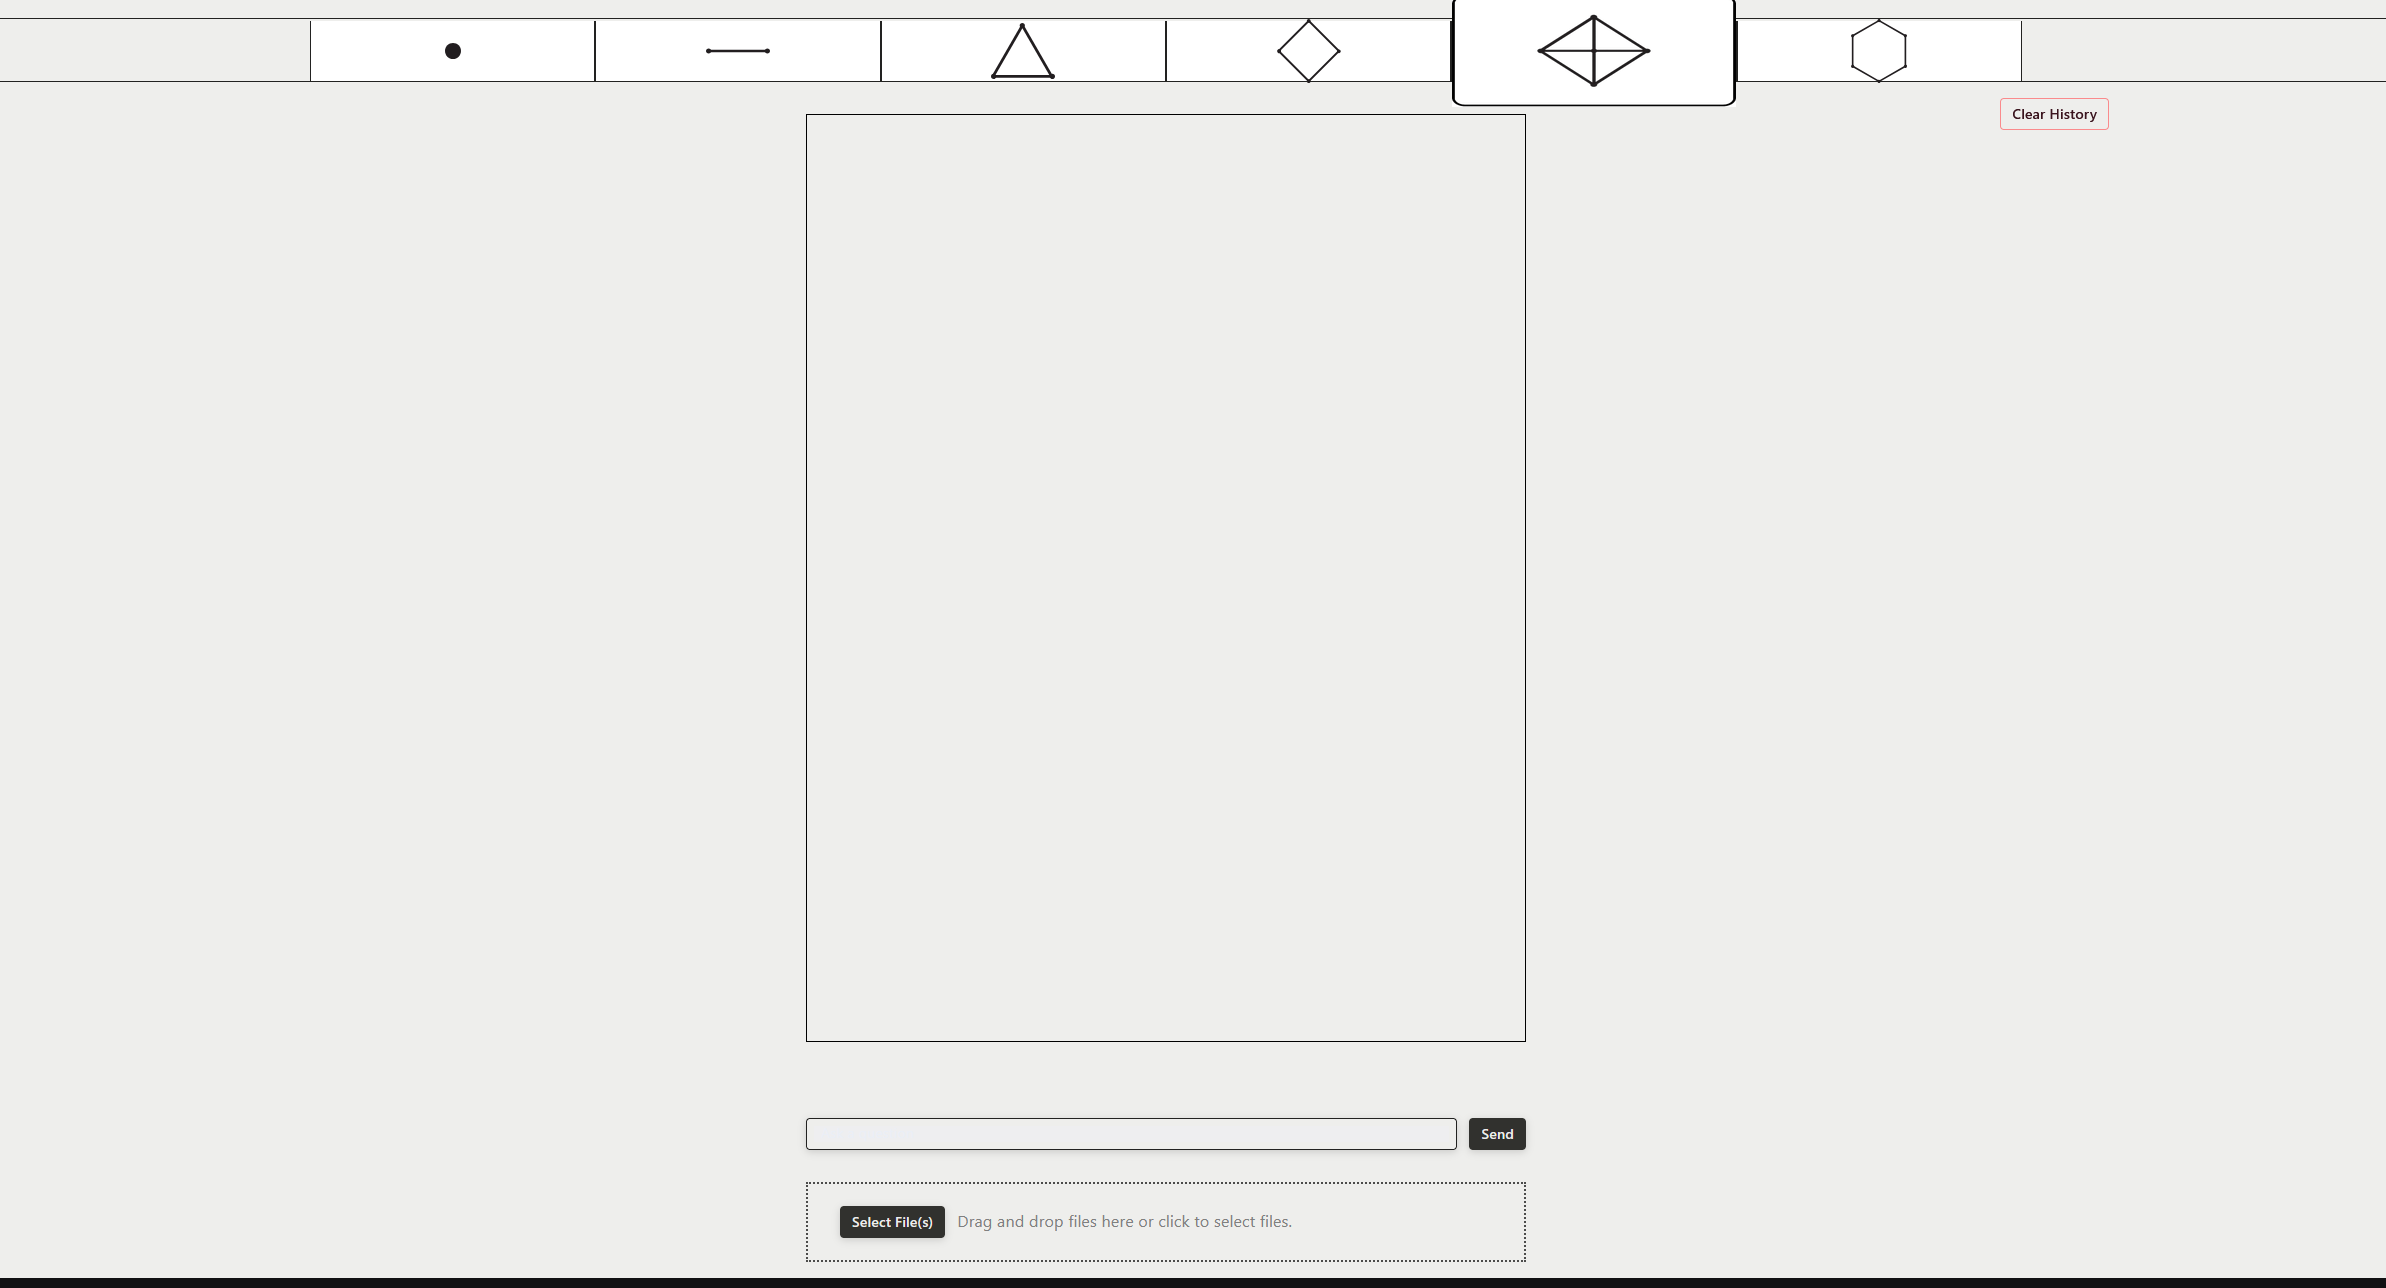 Clear History
Send
Select File(s) Drag and drop files here or click to select files.